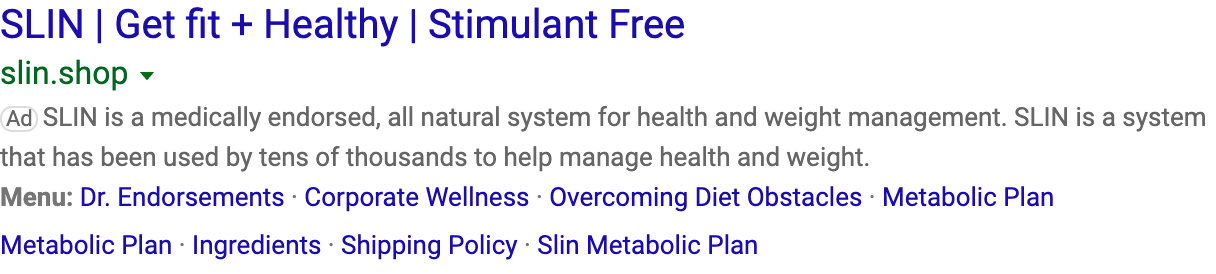 SLIN | Get fit + Healthy | Stimulant Free
slin.shop
Ad SLIN is a medically endorsed, all natural system for health and weight management. SLIN is a system
that has been used by tens of thousands to help manage health and weight.
Menu: Dr. Endorsements · Corporate Wellness · Overcoming Diet Obstacles · Metabolic Plan
Metabolic Plan · Ingredients · Shipping Policy · Slin Metabolic Plan